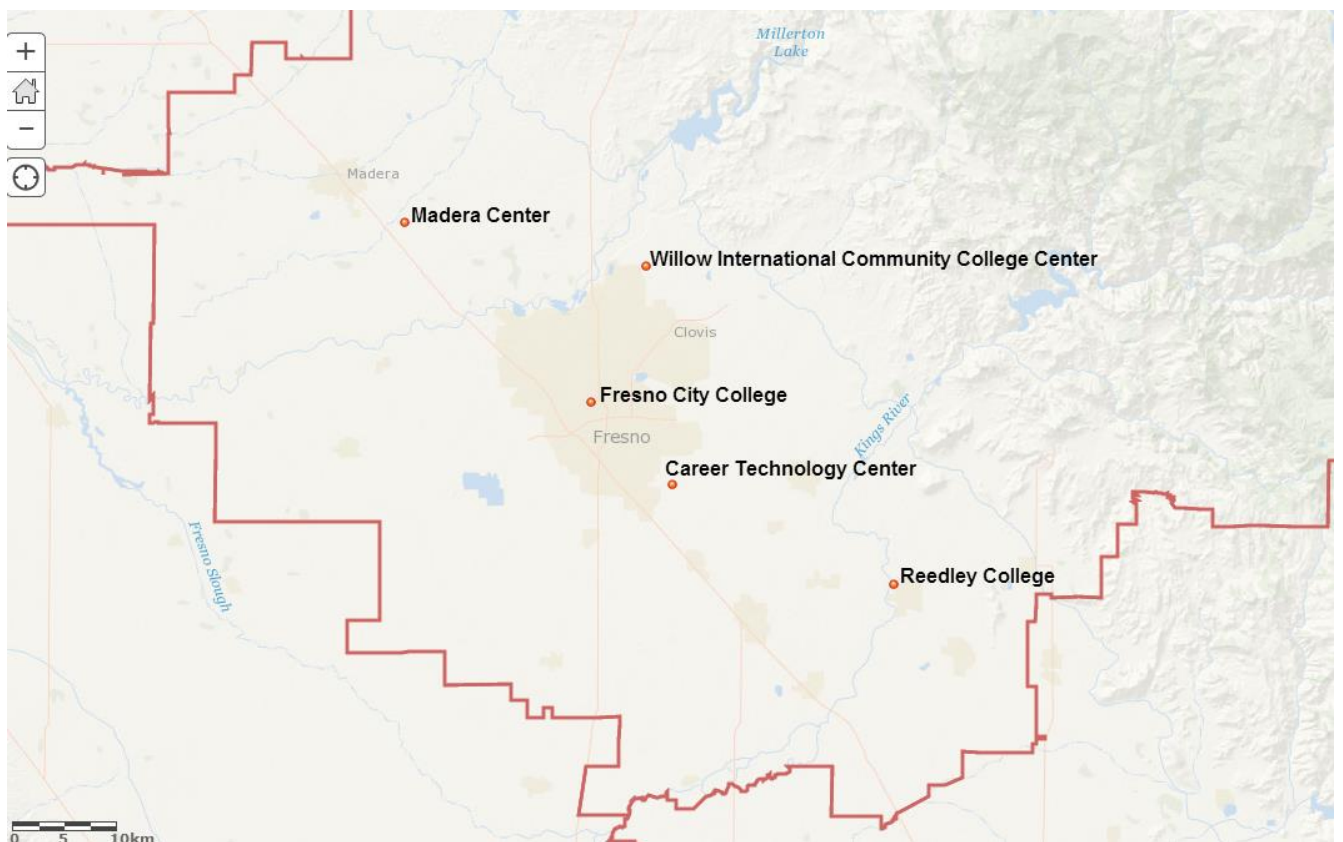 Millerton
Lake
+
−
Madera
Madera Center
Willow International Community College Center
Clovis
Fresno City College
Kings River
Fresno
Career Technology Center
Fresno Slough
Reedley College
0 5 10km